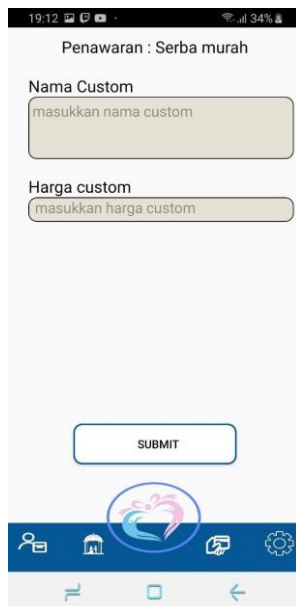 19:12
34%
Penawaran : Serba murah
Nama Custom
masukkan nama custom
Harga custom
masukkan harga custom
SUBMIT